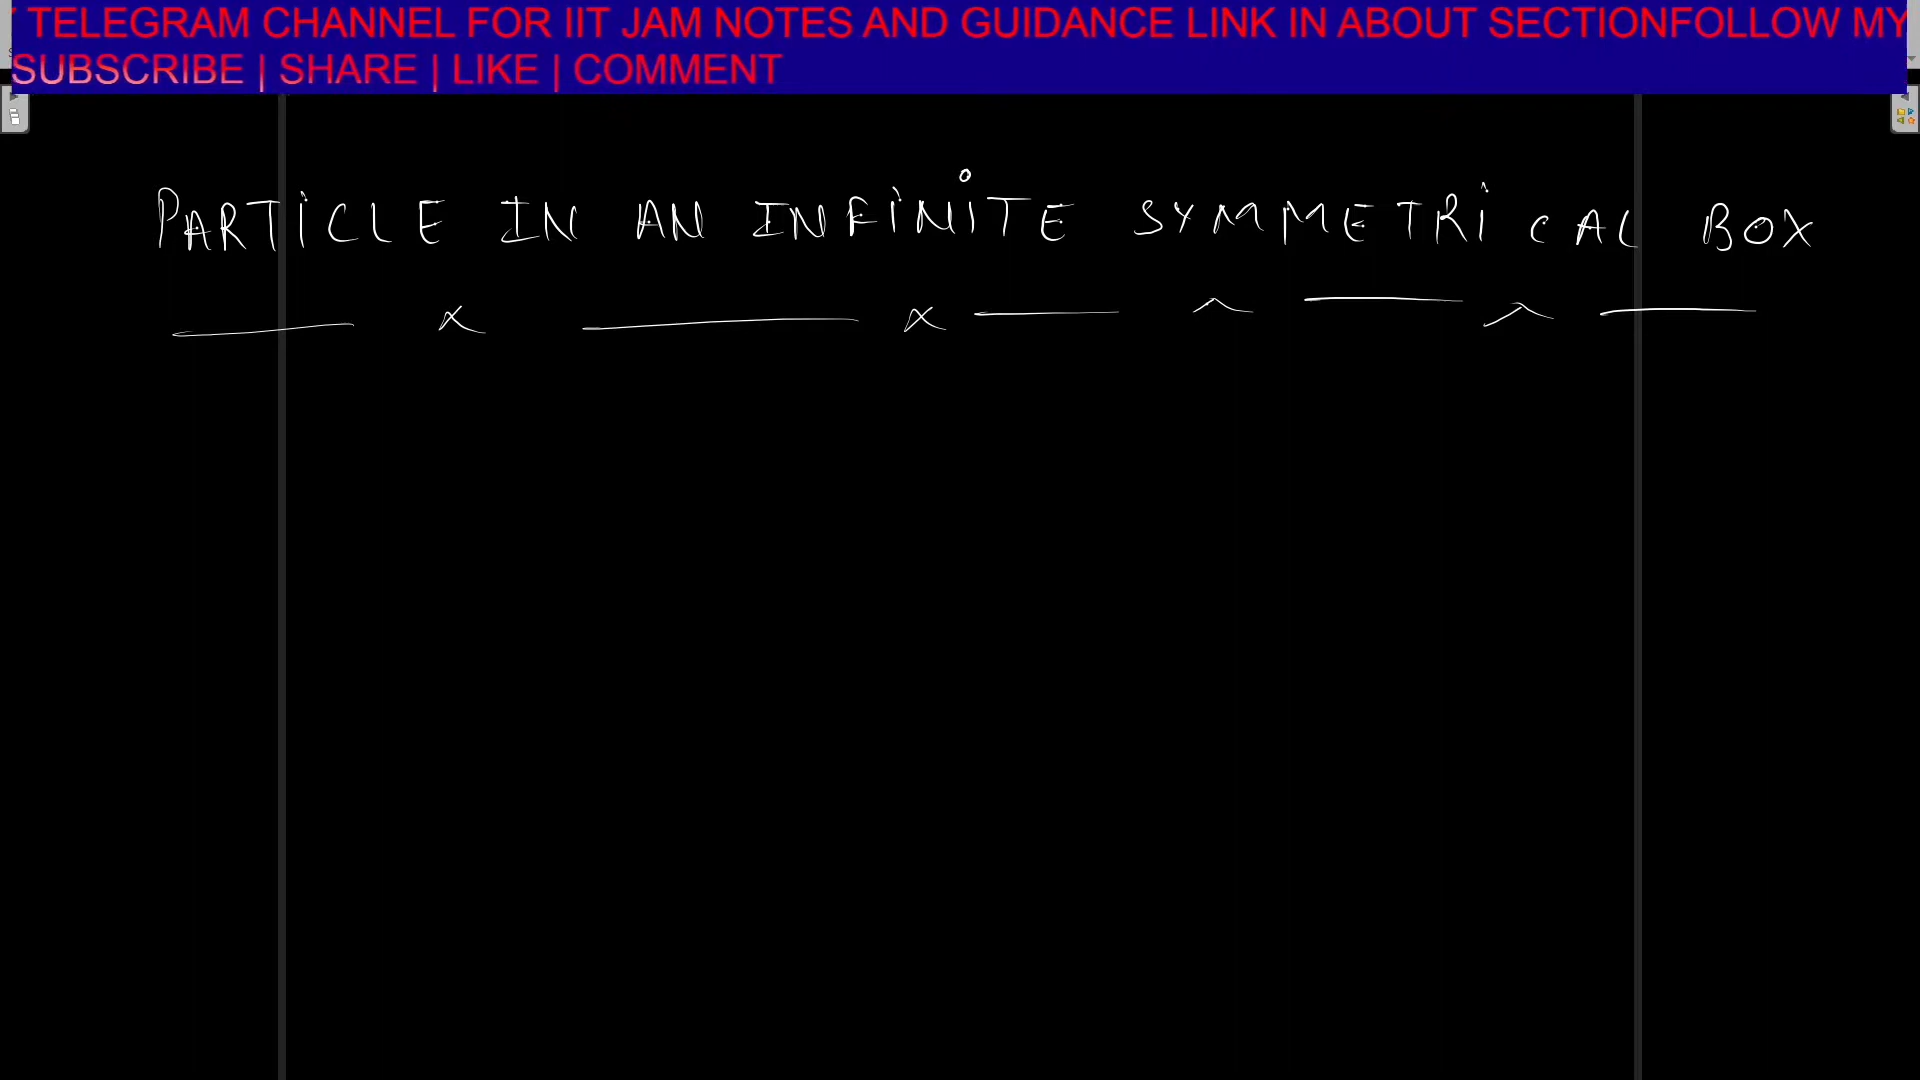 TELEGRAM CHANNEL FOR IIT JAM NOTES AND GUIDANCE LINK IN ABOUT SECTIONFOLLOW MY
SUBSCRIBE | SHARE | LIKE | COMMENT
PARTICLE IN AN INFINITE SYMMETRICAL BOX